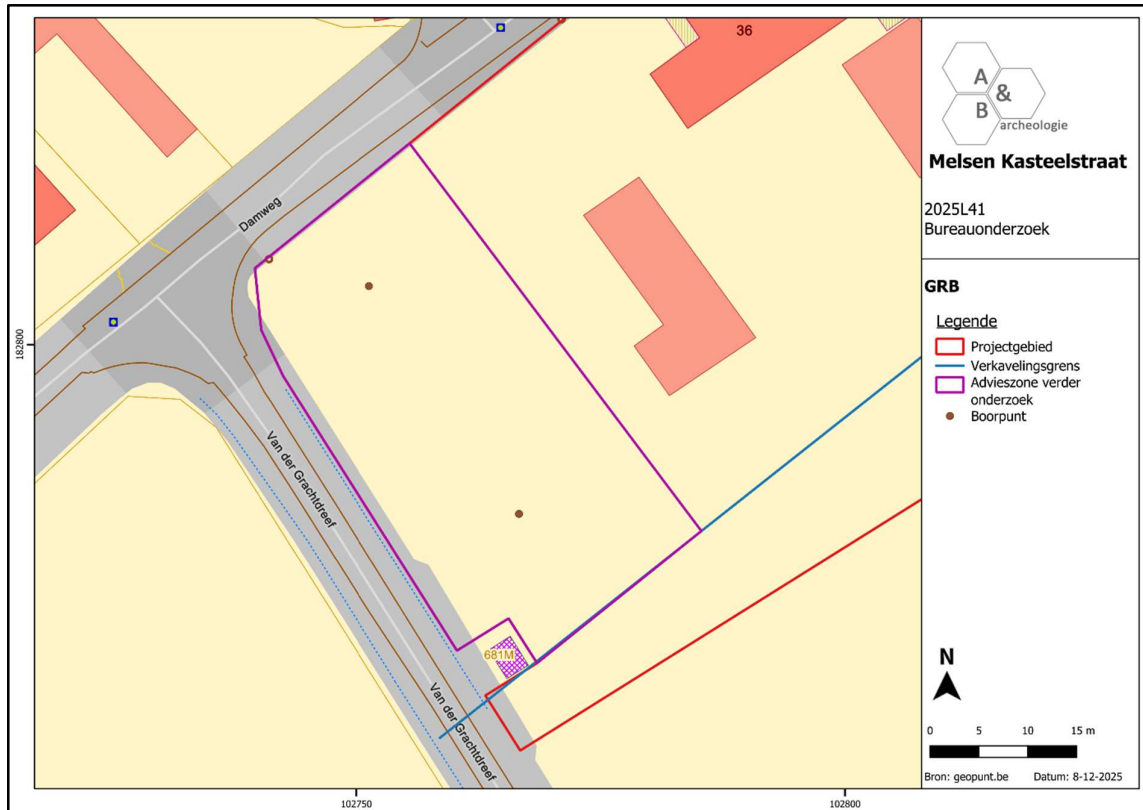 36
Damweg
Van der Grachtdreef
681M
Van der Grachtdreef
182800
102750
102800
A
&
B
archeologie
Melsen Kasteelstraat
2025L41
Bureauonderzoek
GRB
Legende
Projectgebied
Verkavelingsgrens
Advieszone verder
onderzoek
Boorpunt
N
0 5 10 15 m
Bron: geopunt.be Datum: 8-12-2025